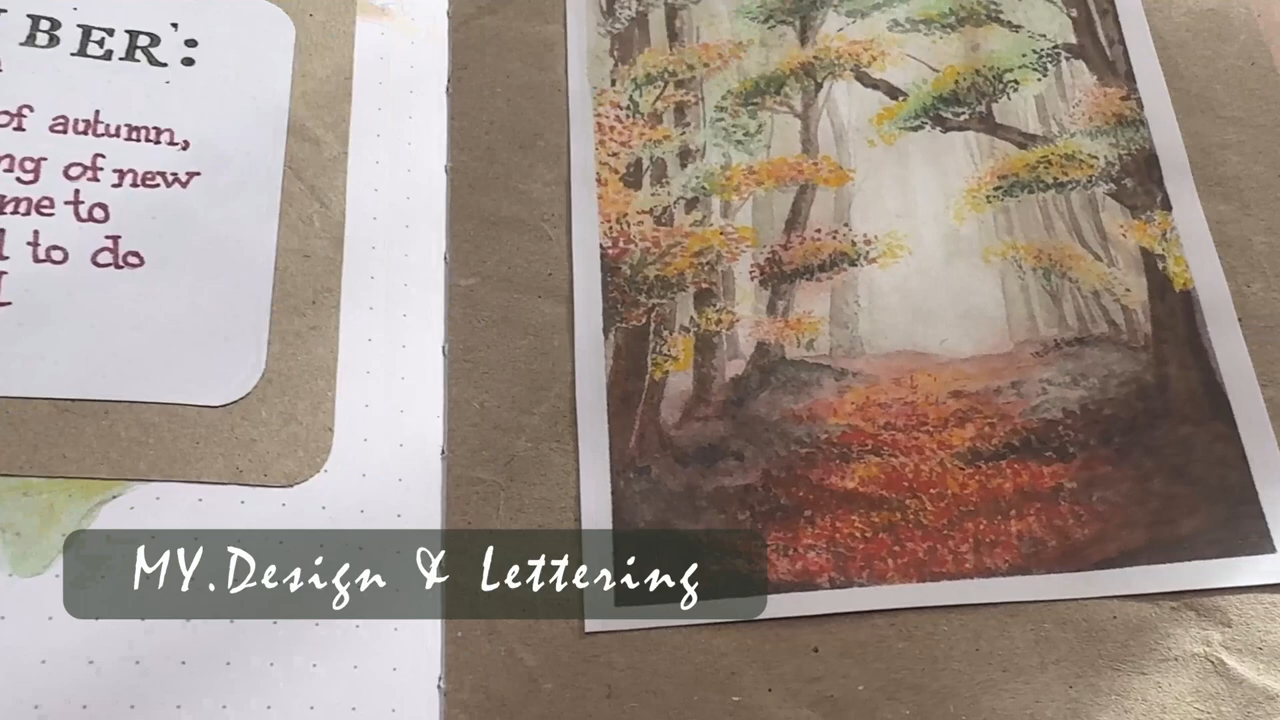 BER:
of autumn,
ng of new
me to
l to do
MY.Design & Lettering